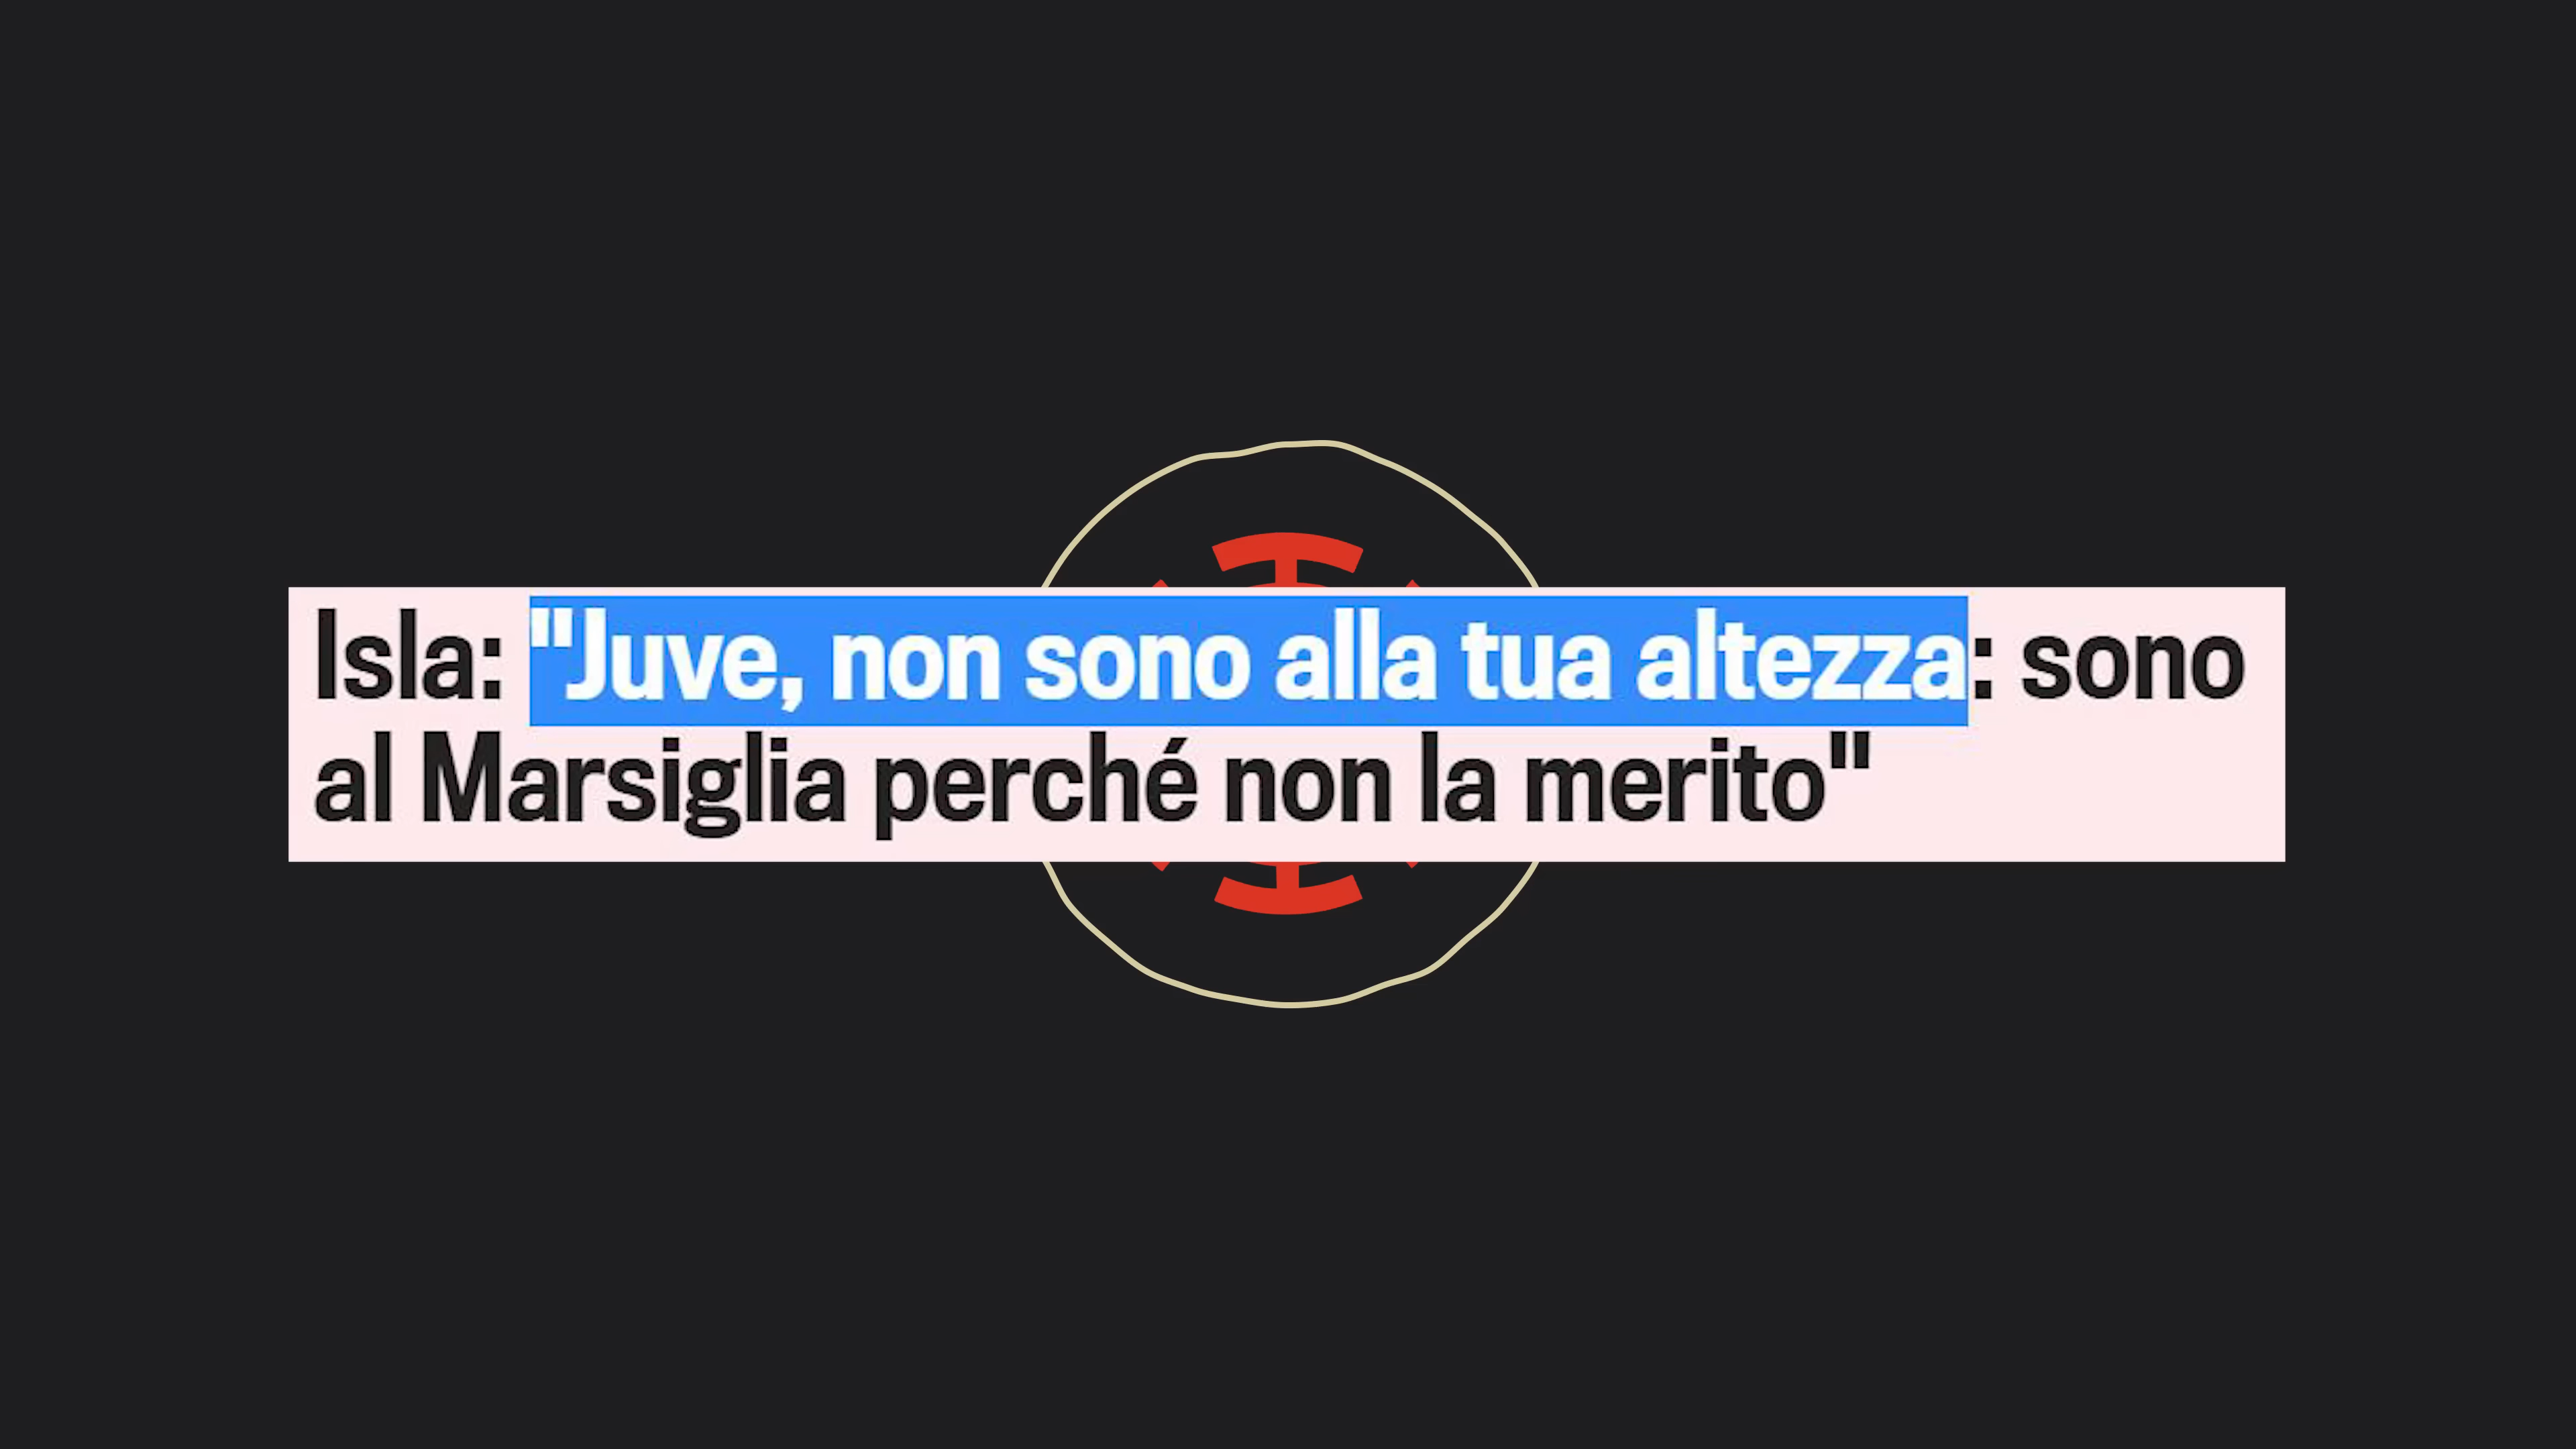 Isla: "Juve, non sono alla tua altezza: sono
al Marsiglia perché non la merito"